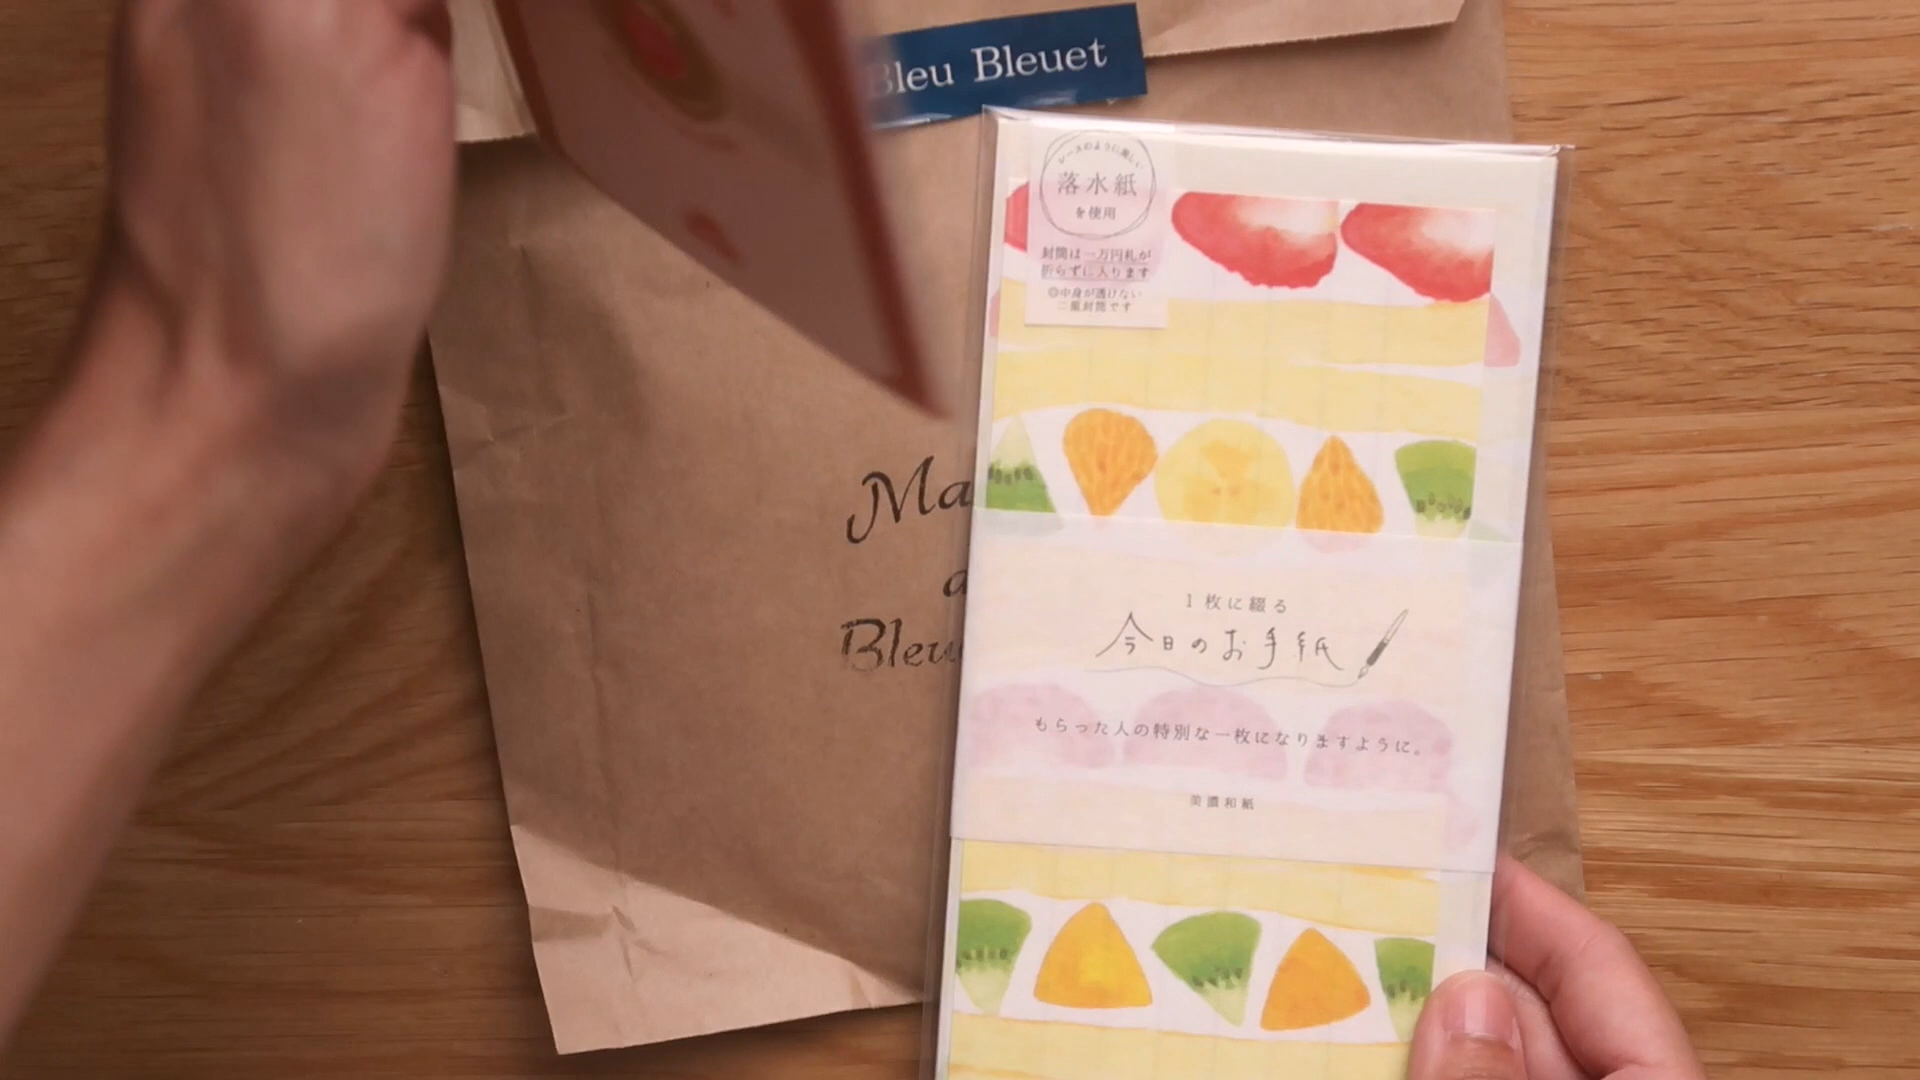 Bleu Bleuet
レースのように美しい
落水紙
を使用
封筒は一万円札が
折らずに入ります
◎中身が透けない
二重封筒です
Ma
a
Bleu
1枚に綴る
今日のお手紙
もらった人の特別な一枚になりますように。
美濃和紙